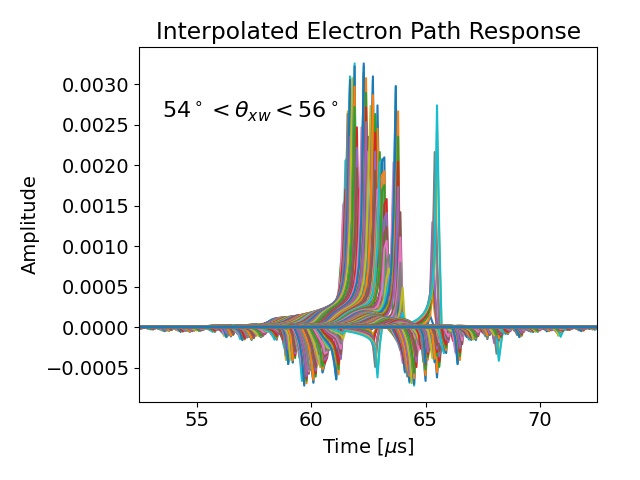 Interpolated Electron Path Response
54° < θxw < 56°
0.0030
0.0025
0.0020
0.0015
0.0010
0.0005
0.0000
−0.0005
Amplitude
55 60 65 70
Time [μs]